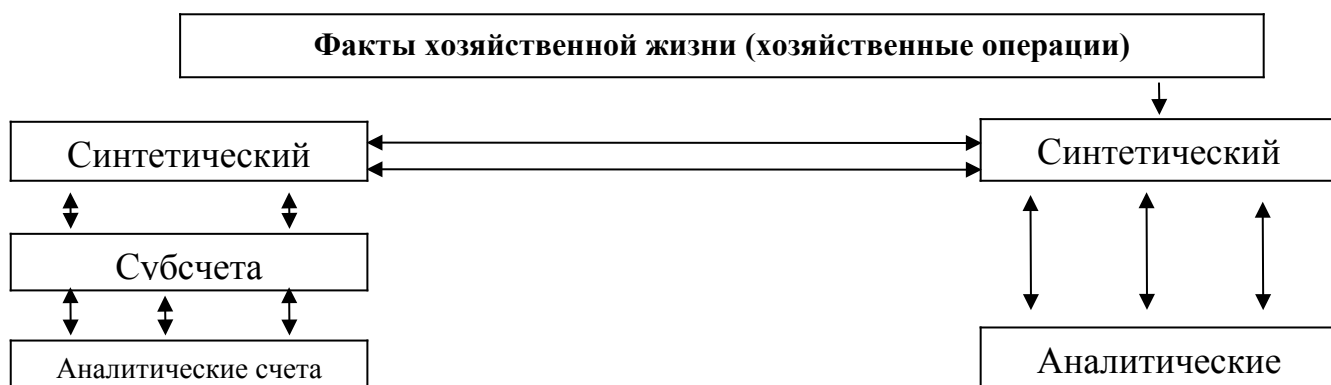 Факты хозяйственной жизни (хозяйственные операции)
Синтетический
Синтетический
Субсчета
Аналитические счета
Аналитические